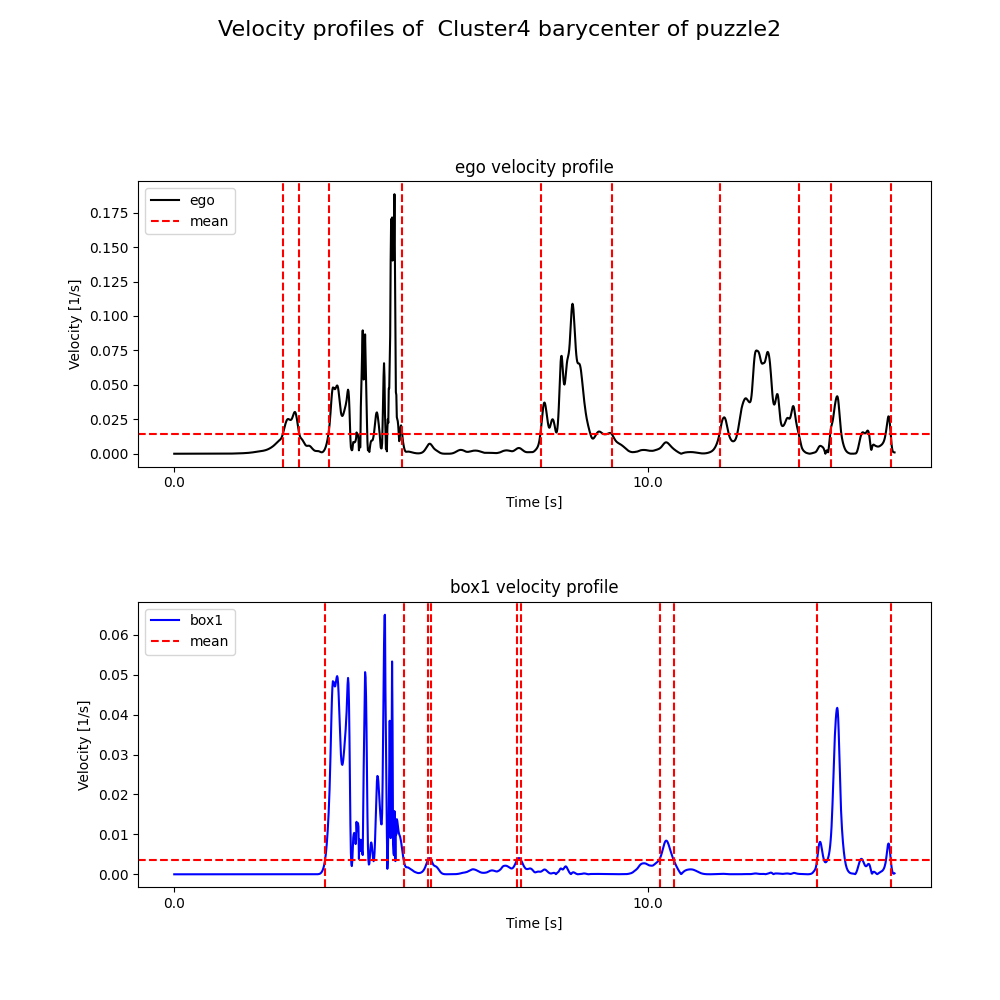 Velocity profiles of  Cluster4 barycenter of puzzle2
ego velocity profile
ego
mean
0.175
0.150
0.125
0.100
0.075
0.050
0.025
0.000
Velocity [1/s]
0.0 10.0
Time [s]
box1 velocity profile
box1
mean
0.06
0.05
0.04
0.03
0.02
0.01
0.00
Velocity [1/s]
0.0 10.0
Time [s]